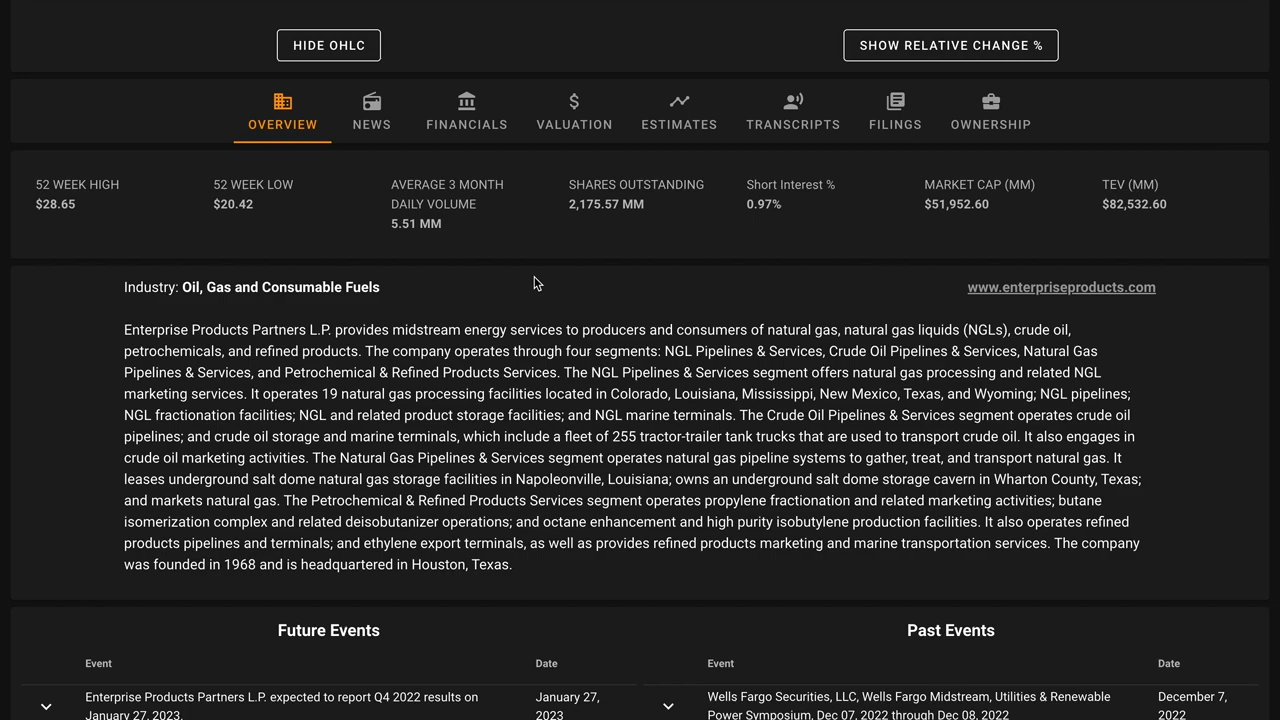 HIDE OHLC
SHOW RELATIVE CHANGE %
OVERVIEW
NEWS
FINANCIALS
VALUATION
ESTIMATES
TRANSCRIPTS
FILINGS
OWNERSHIP
52 WEEK HIGH
$28.65
52 WEEK LOW
$20.42
AVERAGE 3 MONTH
DAILY VOLUME
5.51 MM
SHARES OUTSTANDING
2,175.57 MM
Short Interest %
0.97%
MARKET CAP (MM)
$51,952.60
TEV (MM)
$82,532.60
Industry: Oil, Gas and Consumable Fuels
www.enterpriseproducts.com
Enterprise Products Partners L.P. provides midstream energy services to producers and consumers of natural gas, natural gas liquids (NGLs), crude oil,
petrochemicals, and refined products. The company operates through four segments: NGL Pipelines & Services, Crude Oil Pipelines & Services, Natural Gas
Pipelines & Services, and Petrochemical & Refined Products Services. The NGL Pipelines & Services segment offers natural gas processing and related NGL
marketing services. It operates 19 natural gas processing facilities located in Colorado, Louisiana, Mississippi, New Mexico, Texas, and Wyoming; NGL pipelines;
NGL fractionation facilities; NGL and related product storage facilities; and NGL marine terminals. The Crude Oil Pipelines & Services segment operates crude oil
pipelines; and crude oil storage and marine terminals, which include a fleet of 255 tractor-trailer tank trucks that are used to transport crude oil. It also engages in
crude oil marketing activities. The Natural Gas Pipelines & Services segment operates natural gas pipeline systems to gather, treat, and transport natural gas. It
leases underground salt dome natural gas storage facilities in Napoleonville, Louisiana; owns an underground salt dome storage cavern in Wharton County, Texas;
and markets natural gas. The Petrochemical & Refined Products Services segment operates propylene fractionation and related marketing activities; butane
isomerization complex and related deisobutanizer operations; and octane enhancement and high purity isobutylene production facilities. It also operates refined
products pipelines and terminals; and ethylene export terminals, as well as provides refined products marketing and marine transportation services. The company
was founded in 1968 and is headquartered in Houston, Texas.
Future Events
Event
Date
Enterprise Products Partners L.P. expected to report Q4 2022 results on
January 27, 2023.
January 27,
2023
Past Events
Event
Date
Wells Fargo Securities, LLC, Wells Fargo Midstream, Utilities & Renewable
Power Symposium, Dec 07, 2022 through Dec 08, 2022
December 7,
2022